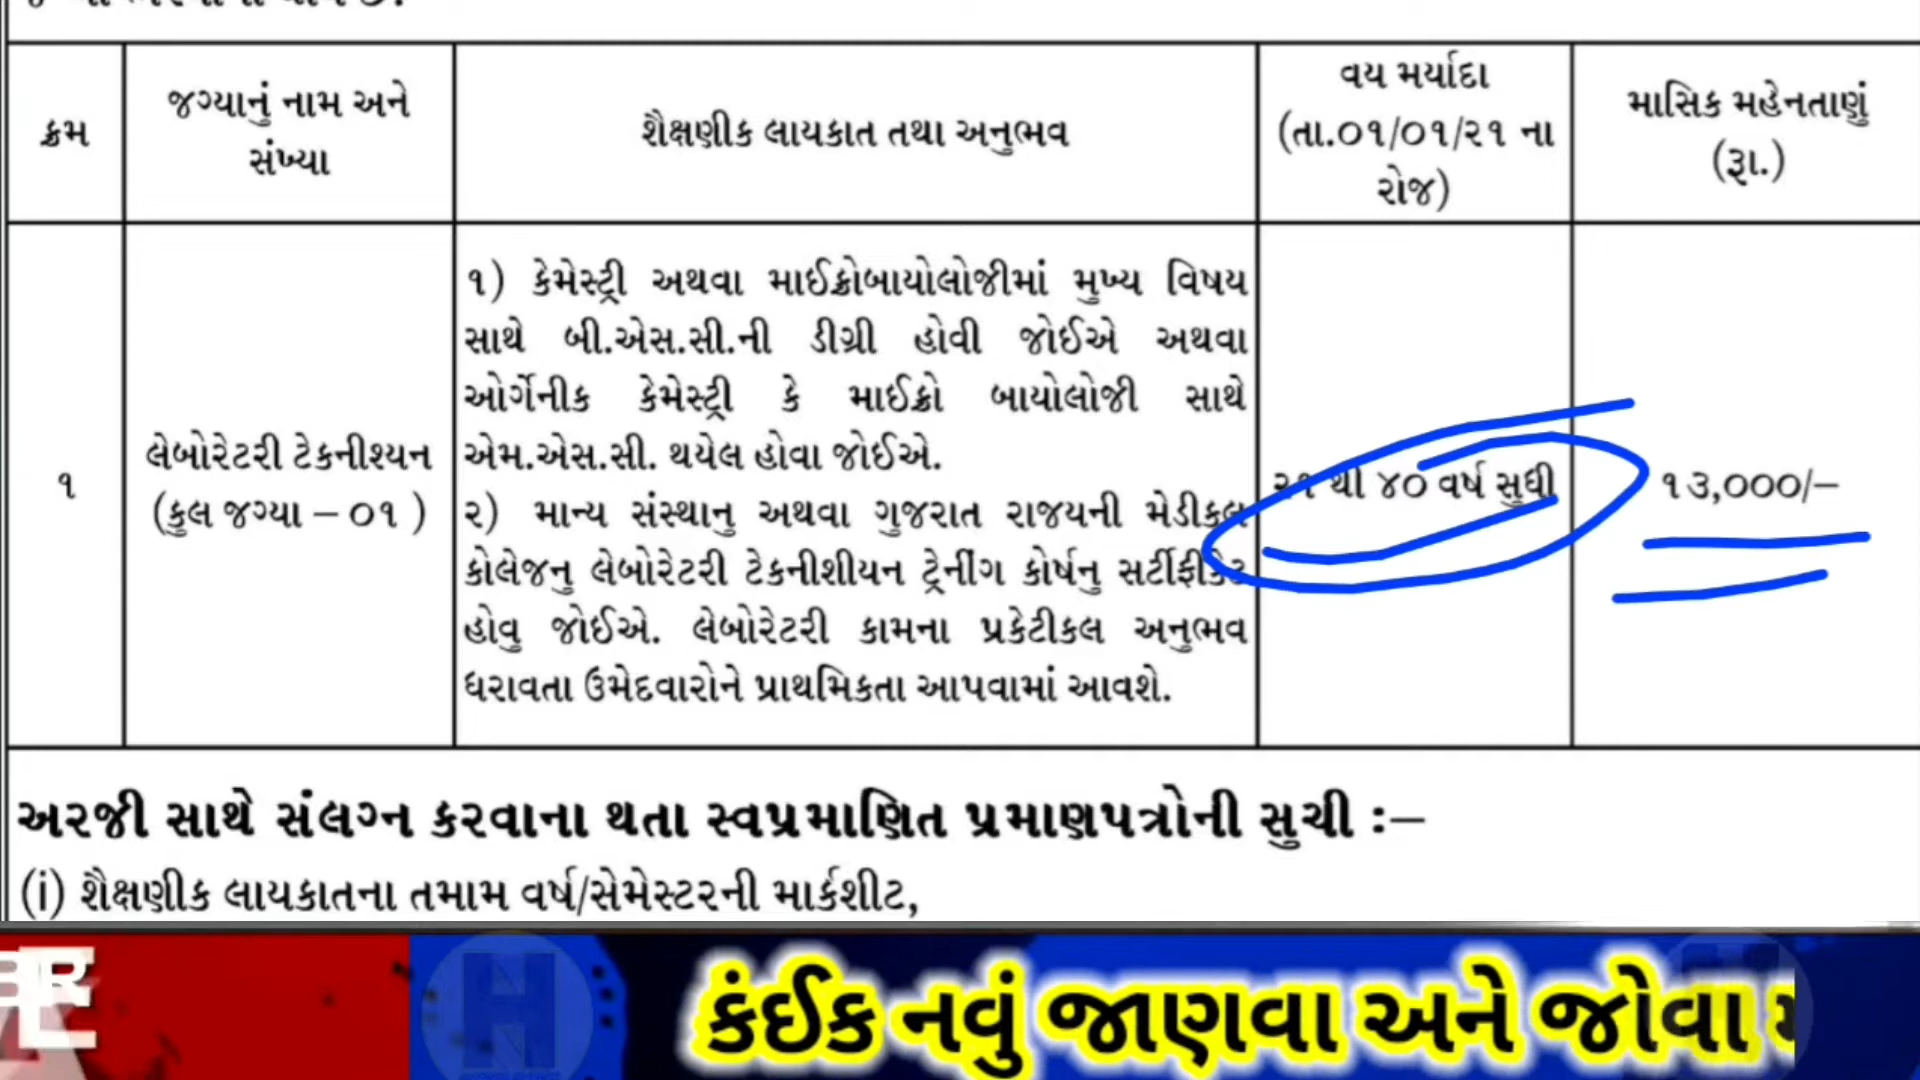 ક્રમ
જગ્યાનું નામ અને
સંખ્યા
શૈક્ષણીક લાયકાત તથા અનુભવ
વય મર્યાદા
(તા.૦૧/૦૧/૨૧ ના
રોજ)
માસિક મહેનતાણું
(રૂા.)
૧
લેબોરેટરી ટેકનીશ્યન
(કુલ જગ્યા – ૦૧ )
૧) કેમેસ્ટ્રી અથવા માઈક્રોબાયોલોજીમાં મુખ્ય વિષય
સાથે બી.એસ.સી.ની ડીગ્રી હોવી જોઈએ અથવા
ઓર્ગેનીક કેમેસ્ટ્રી કે માઈક્રો બાયોલોજી સાથે
એમ.એસ.સી. થયેલ હોવા જોઈએ.
૨) માન્ય સંસ્થાનુ અથવા ગુજરાત રાજયની મેડીકલ
કોલેજનુ લેબોરેટરી ટેકનીશીયન ટ્રેનીંગ કોર્ષનુ સર્ટીફીકેટ
હોવુ જોઈએ. લેબોરેટરી કામના પ્રકેટીકલ અનુભવ
ધરાવતા ઉમેદવારોને પ્રાથમિકતા આપવામાં આવશે.
૨૧ થી ૪૦ વર્ષ સુધી
૧૩,૦૦૦/–
અરજી સાથે સંલગ્ન કરવાના થતા સ્વપ્રમાણિત પ્રમાણપત્રોની સુચી :–
(i) શૈક્ષણીક લાયકાતના તમામ વર્ષ/સેમેસ્ટરની માર્કશીટ,
કંઈક નવું જાણવા અને જોવા